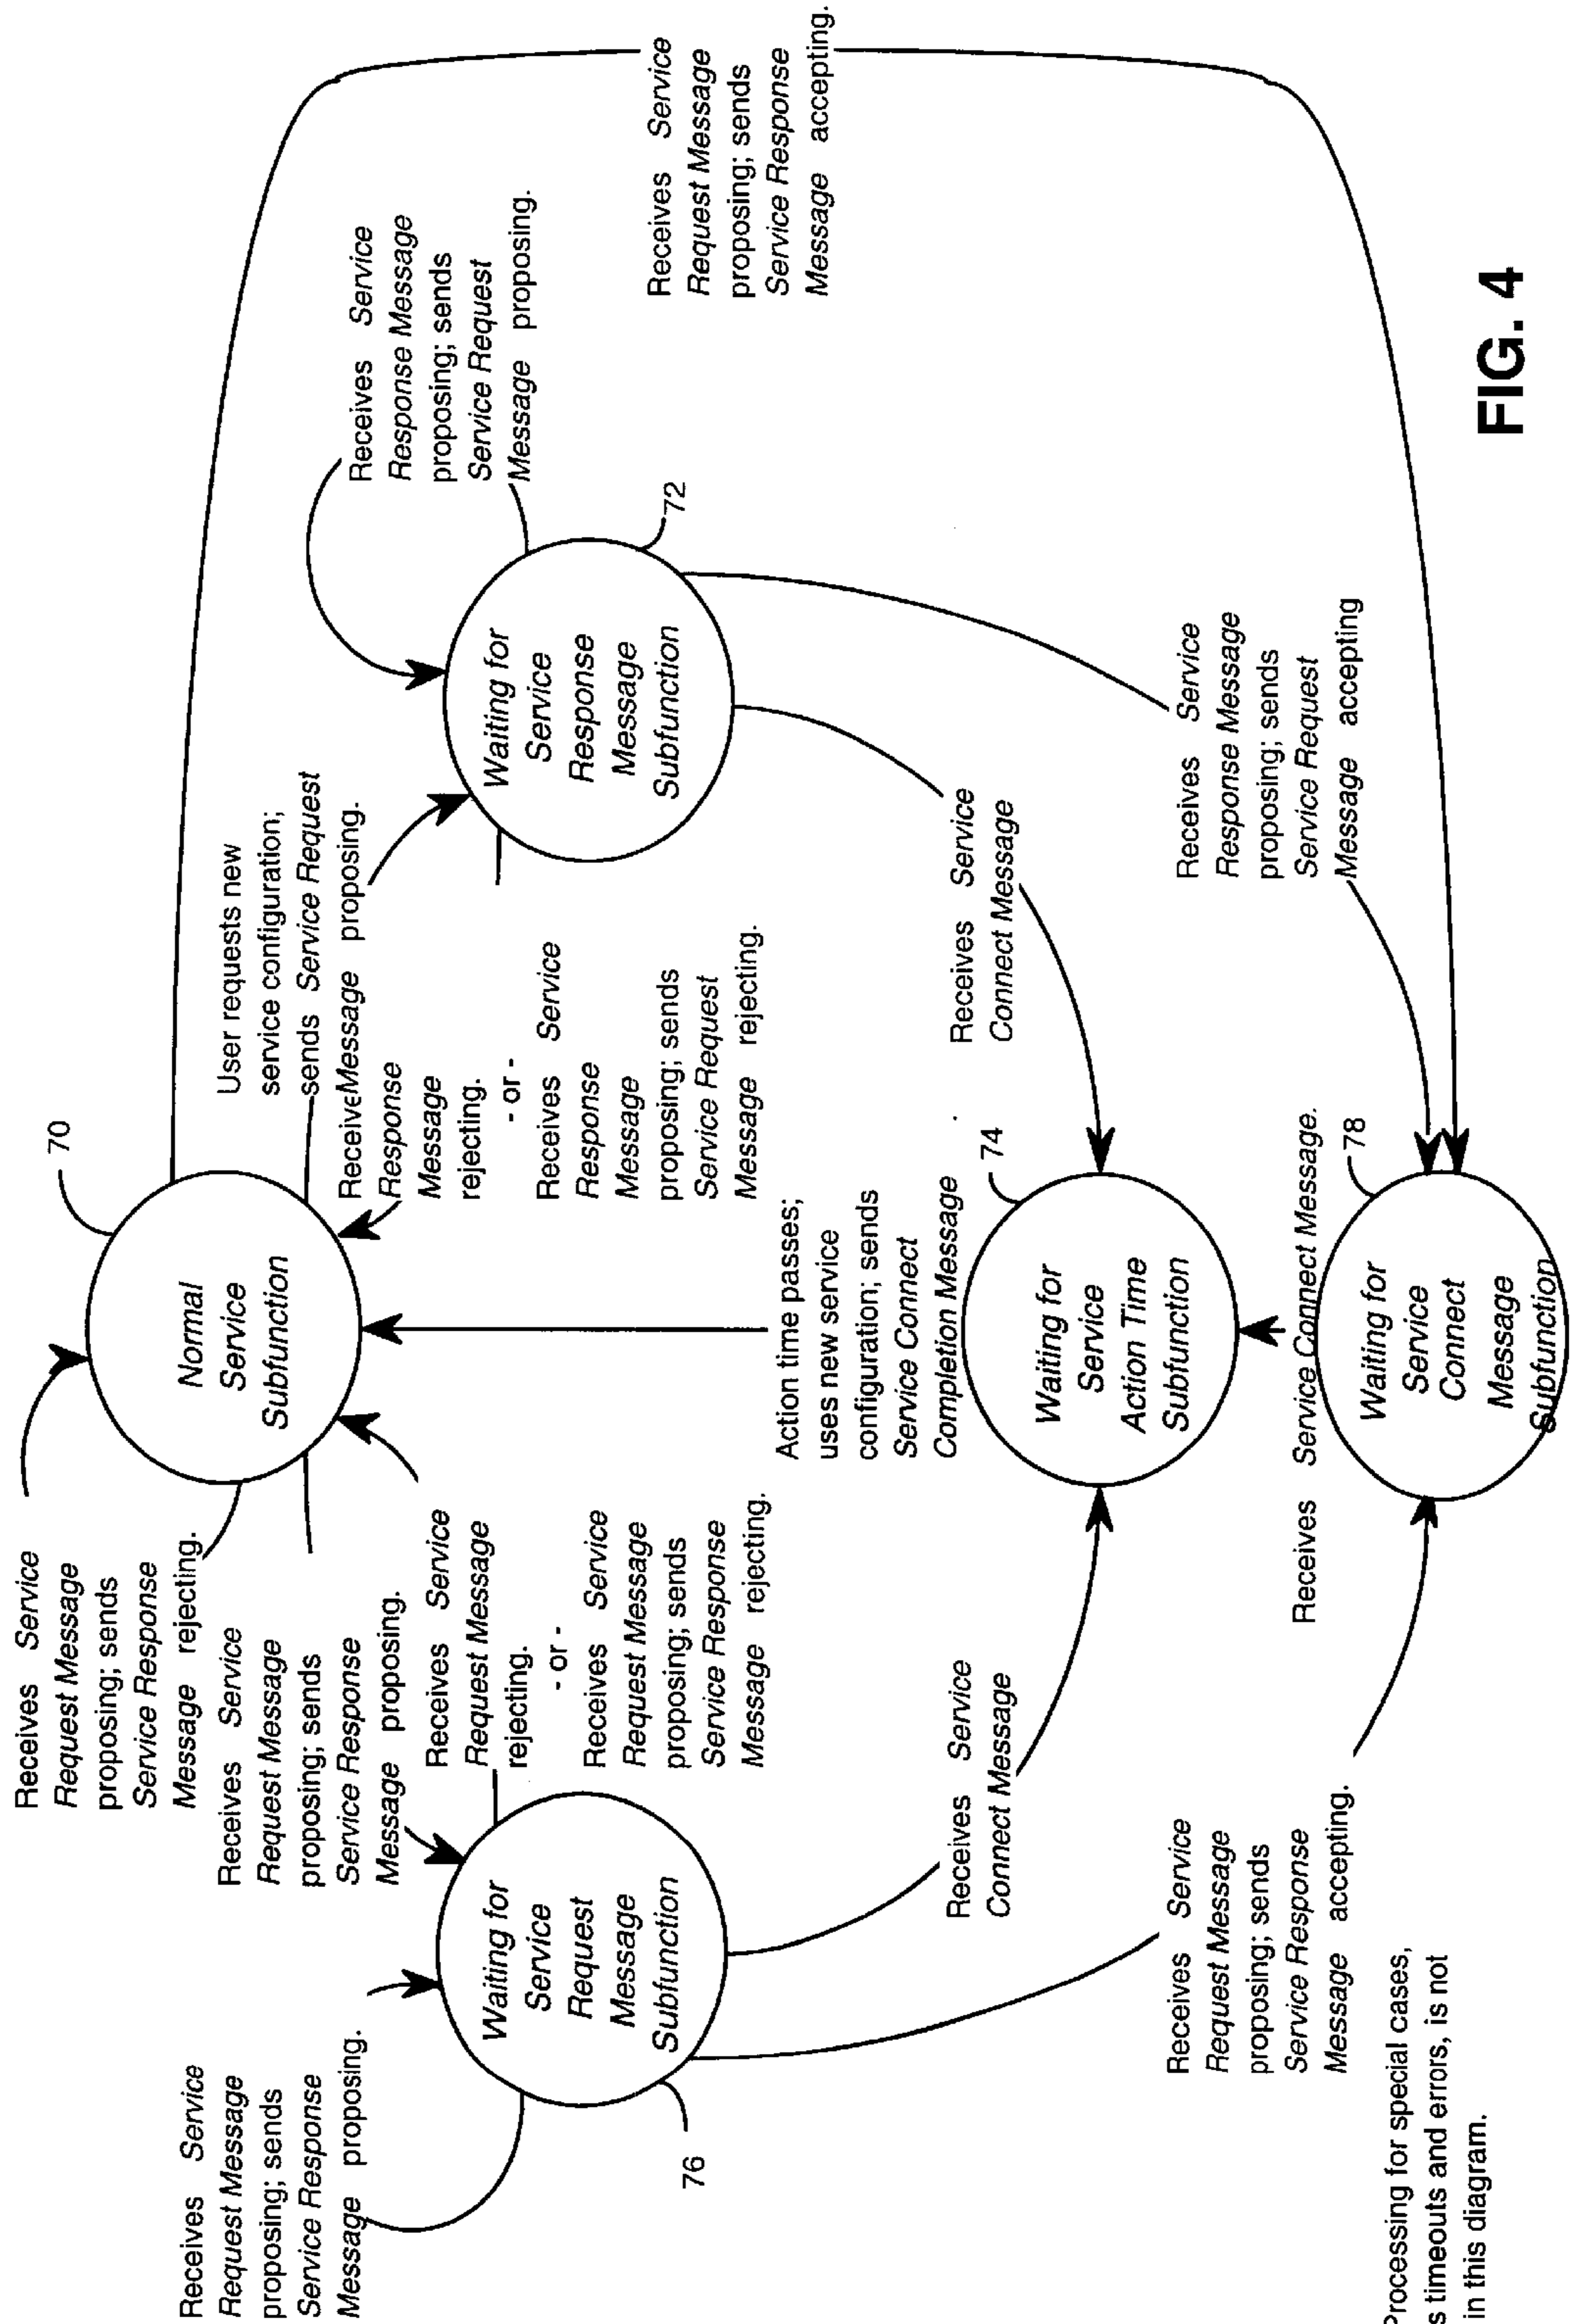 Receives Service
Request Message
proposing; sends
Service Response
Message rejecting.
70
Normal
Service
Subfunction
Receives Service
Request Message
proposing; sends
Service Response
Message proposing.
User requests new
service configuration;
sends Service Request
Message proposing.
Receives Service
Request Message
proposing; sends
Service Response
Message proposing.
Receives Service
Request Message
rejecting.
- or -
Receives Service
Request Message
proposing; sends
Service Response
Message rejecting.
Receive
Response
Message
rejecting.
- or -
Receives Service
Response
Message
proposing; sends
Service Request
Message rejecting.
Receives Service
Response Message
proposing; sends
Service Request
Message proposing.
Waiting for
Service
Request
Message
Subfunction
76
Waiting for
Service
Response
Message
Subfunction
72
Receives Service
Request Message
proposing; sends
Service Response
Message accepting.
Action time passes;
uses new service
configuration; sends
Service Connect
Completion Message
Receives Service
Connect Message
74
Waiting for
Service
Action Time
Subfunction
Receives Service
Connect Message
Receives Service
Request Message
proposing; sends
Service Response
Message accepting.
Receives Service Connect Message.
Receives Service
Response Message
proposing; sends
Service Request
Message accepting
78
Waiting for
Service
Connect
Message
Subfunction
Processing for special cases,
s timeouts and errors, is not
in this diagram.
FIG. 4